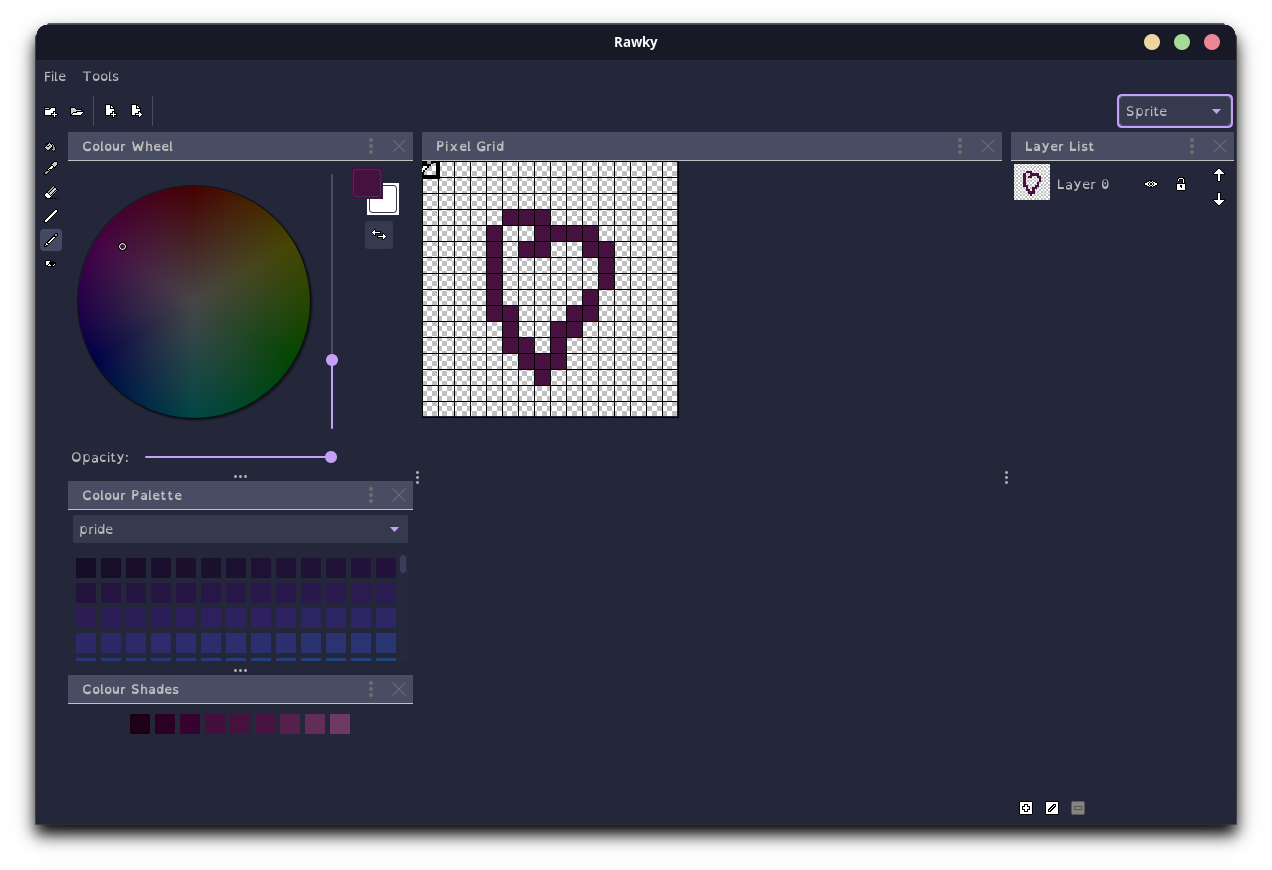 Rawky
File Tools
Sprite
Colour Wheel
Pixel Grid
Layer List
Layer 0
Opacity:
Colour Palette
pride
Colour Shades